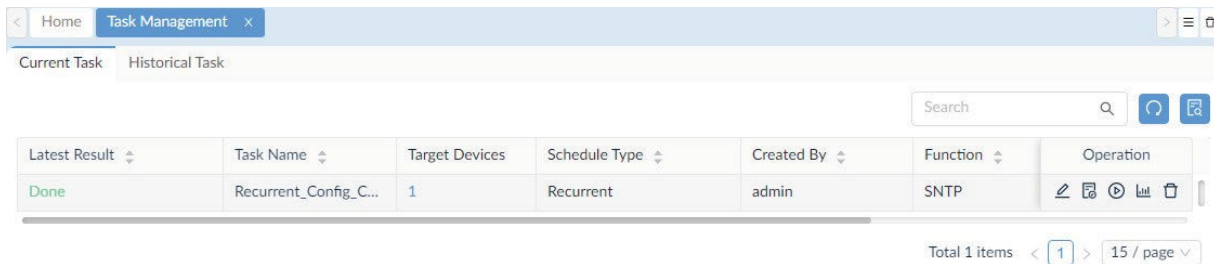 Home Task Management x
Current Task Historical Task
Search
Latest Result Task Name Target Devices Schedule Type Created By Function Operation
Done Recurrent_Config_C... 1 Recurrent admin SNTP
Total 1 items < 1 > 15 / page